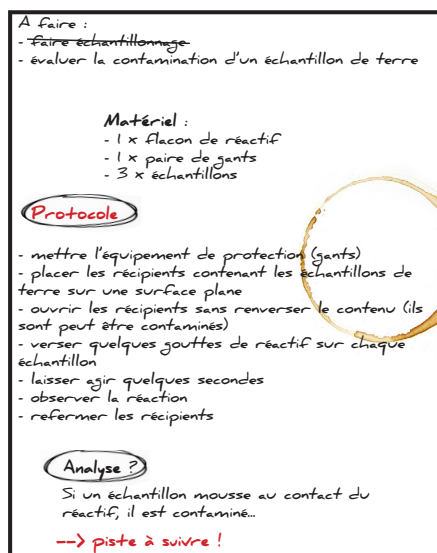 A faire :
- faire échantillonnage
- évaluer la contamination d'un échantillon de terre
Matériel :
- 1 x flacon de réactif
- 1 x paire de gants
- 3 x échantillons
Protocole
- mettre l'équipement de protection (gants)
- placer les récipients contenant les échantillons de
terre sur une surface plane
- ouvrir les récipients sans renverser le contenu (ils
sont peut être contaminés)
- verser quelques gouttes de réactif sur chaque
échantillon
- laisser agir quelques secondes
- observer la réaction
- refermer les récipients
Analyse ?
Si un échantillon mousse au contact du
réactif, il est contaminé...
--> piste à suivre !